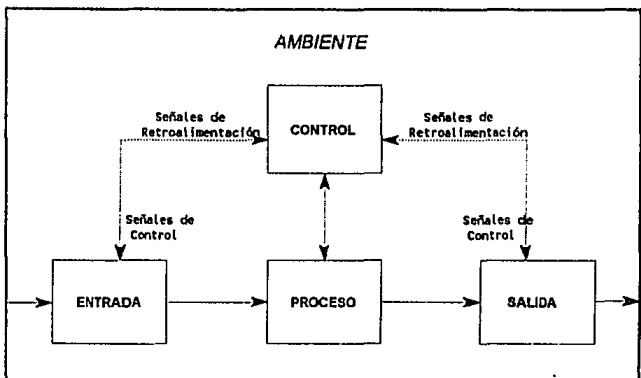 AMBIENTE
Señales de
Retroalimentación
CONTROL
Señales de
Retroalimentación
Señales de
Control
Señales de
Control
ENTRADA
PROCESO
SALIDA